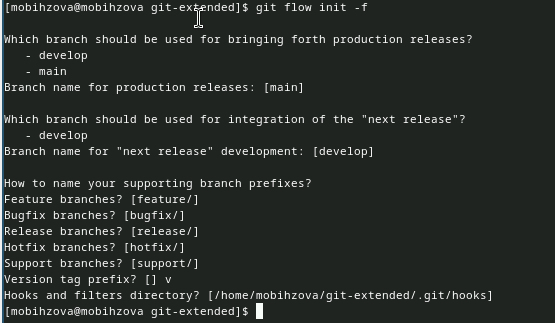 [mobihzova@mobihzova git-extended]$ git flow init -f
Which branch should be used for bringing forth production releases?
- develop
- main
Branch name for production releases: [main]
Which branch should be used for integration of the "next release"?
- develop
Branch name for "next release" development: [develop]
How to name your supporting branch prefixes?
Feature branches? [feature/]
Bugfix branches? [bugfix/]
Release branches? [release/]
Hotfix branches? [hotfix/]
Support branches? [support/]
Version tag prefix? [] v
Hooks and filters directory? [/home/mobihzova/git-extended/.git/hooks]
[mobihzova@mobihzova git-extended]$